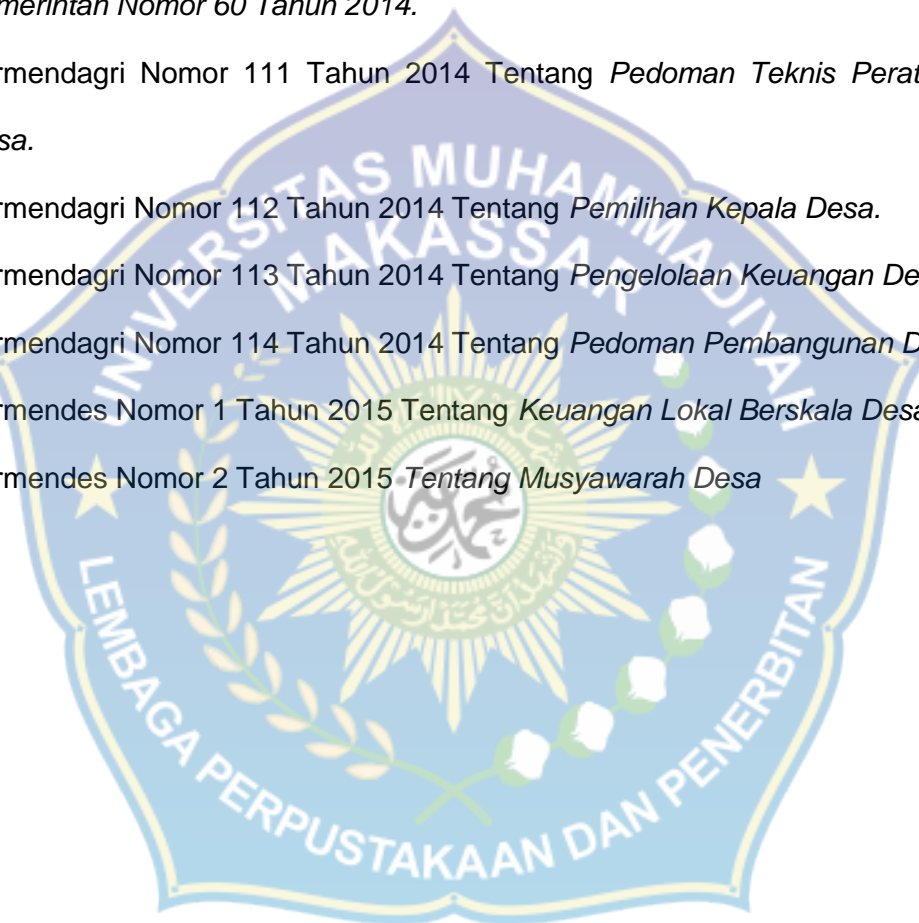 emerintah Nomor 60 Tahun 2014.
rmendagri Nomor 111 Tahun 2014 Tentang Pedoman Teknis Perat
sa.
rmendagri Nomor 112 Tahun 2014 Tentang Pemilihan Kepala Desa.
rmendagri Nomor 113 Tahun 2014 Tentang Pengelolaan Keuangan De
rmendagri Nomor 114 Tahun 2014 Tentang Pedoman Pembangunan D
rmendes Nomor 1 Tahun 2015 Tentang Keuangan Lokal Berskala Desa
rmendes Nomor 2 Tahun 2015 Tentang Musyawarah Desa
UNIVERSITAS MUHAMMADIYAH
MAKASSAR
محمد
LEMBAGA PERPUSTAKAAN DAN PENERBITAN